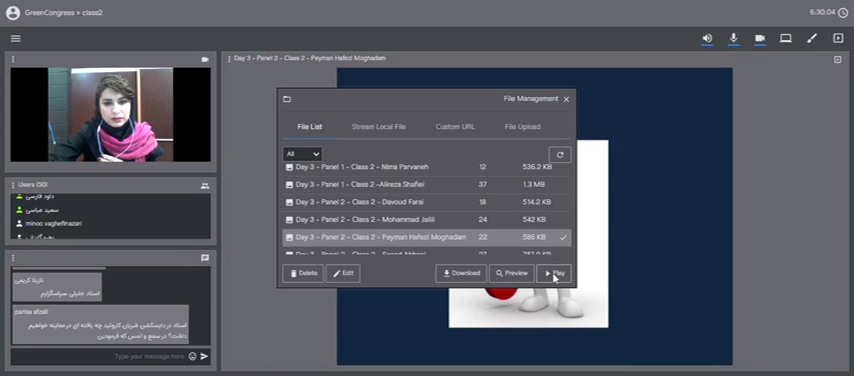 GreenCongress » class2
6:30:04
Day 3 - Panel 2 - Class 2 - Peyman Hafezi Moghadam
File Management
File List
Stream Local File
Custom URL
File Upload
All
Day 3 - Panel 1 - Class 2 - Nima Parvaneh 12 536.2 KB
Day 3 - Panel 1 - Class 2 -Alireza Shafiei 37 1.3 MB
Day 3 - Panel 2 - Class 2 - Davoud Farsi 18 514.2 KB
Day 3 - Panel 2 - Class 2 - Mohammad Jalili 24 542 KB
Day 3 - Panel 2 - Class 2 - Peyman Hafezi Moghadam 22 586 KB
Delete
Edit
Download
Preview
Play
Users (50)
داود فارسی
سعید عباسی
minoo vaghefinazari
نازیلا کریمی
استاد جلیلی سپاسگزارم
parisa afzali
استاد در دایسکشن شریان کاروتید چه یافته ای در معاینه خواهیم
داشت؟ در سمع و لمس که فرمودین
Type your message here